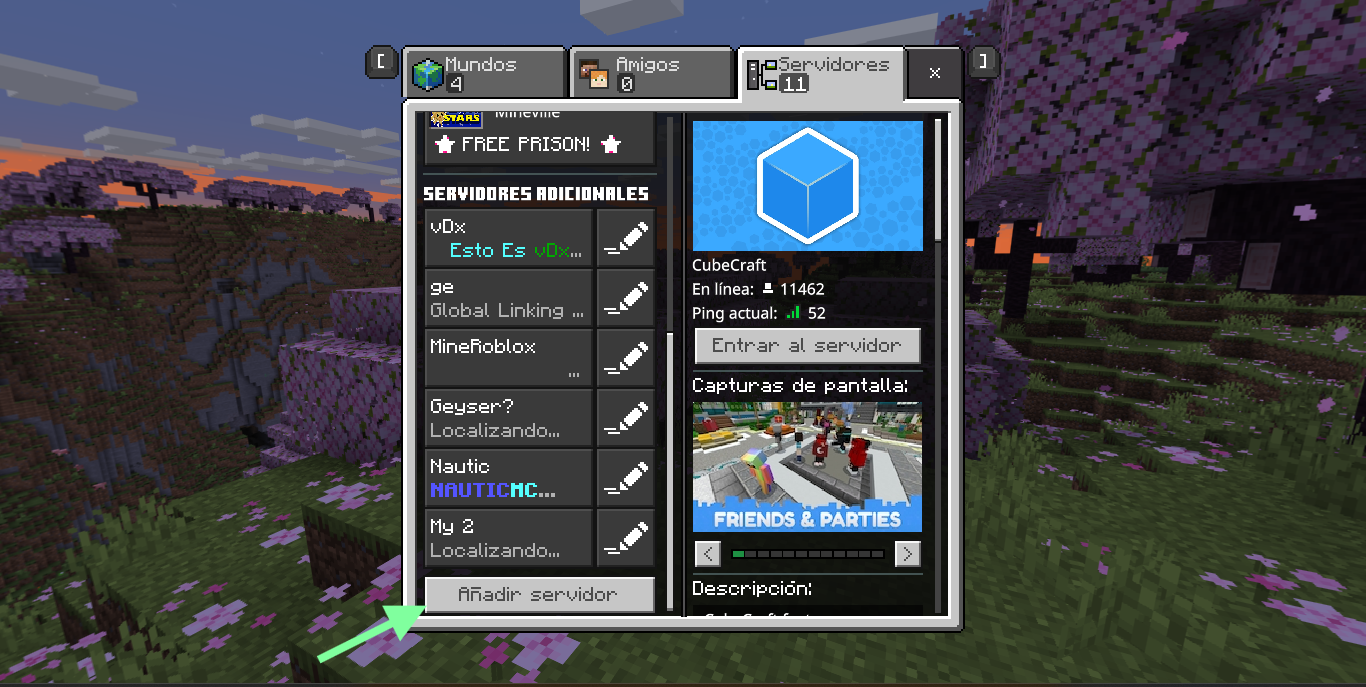 [
Mundos
4
Amigos
0
Servidores
11
×
]
STARS
Mineville
FREE PRISON!
SERVIDORES ADICIONALES
vDx
Esto Es vDx...
ge
Global Linking ...
MineRoblox
...
Geyser?
Localizando...
Nautic
NAUTICMC...
My 2
Localizando...
Añadir servidor
CubeCraft
En línea: 11462
Ping actual: 52
Entrar al servidor
Capturas de pantalla:
FRIENDS & PARTIES
<
>
Descripción: